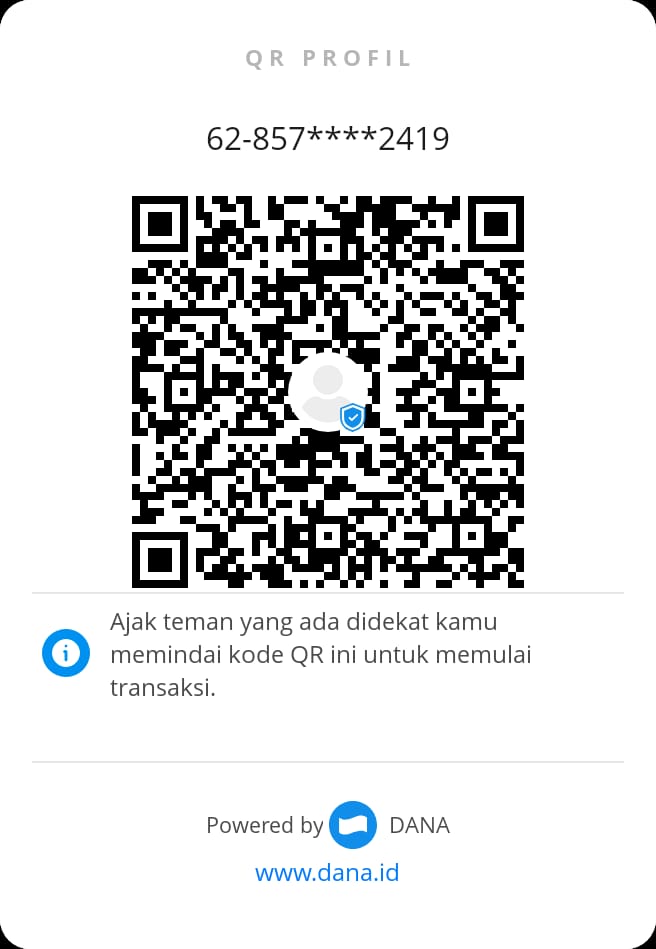 QR PROFIL
62-857****2419
Ajak teman yang ada didekat kamu
memindai kode QR ini untuk memulai
transaksi.
Powered by DANA
www.dana.id